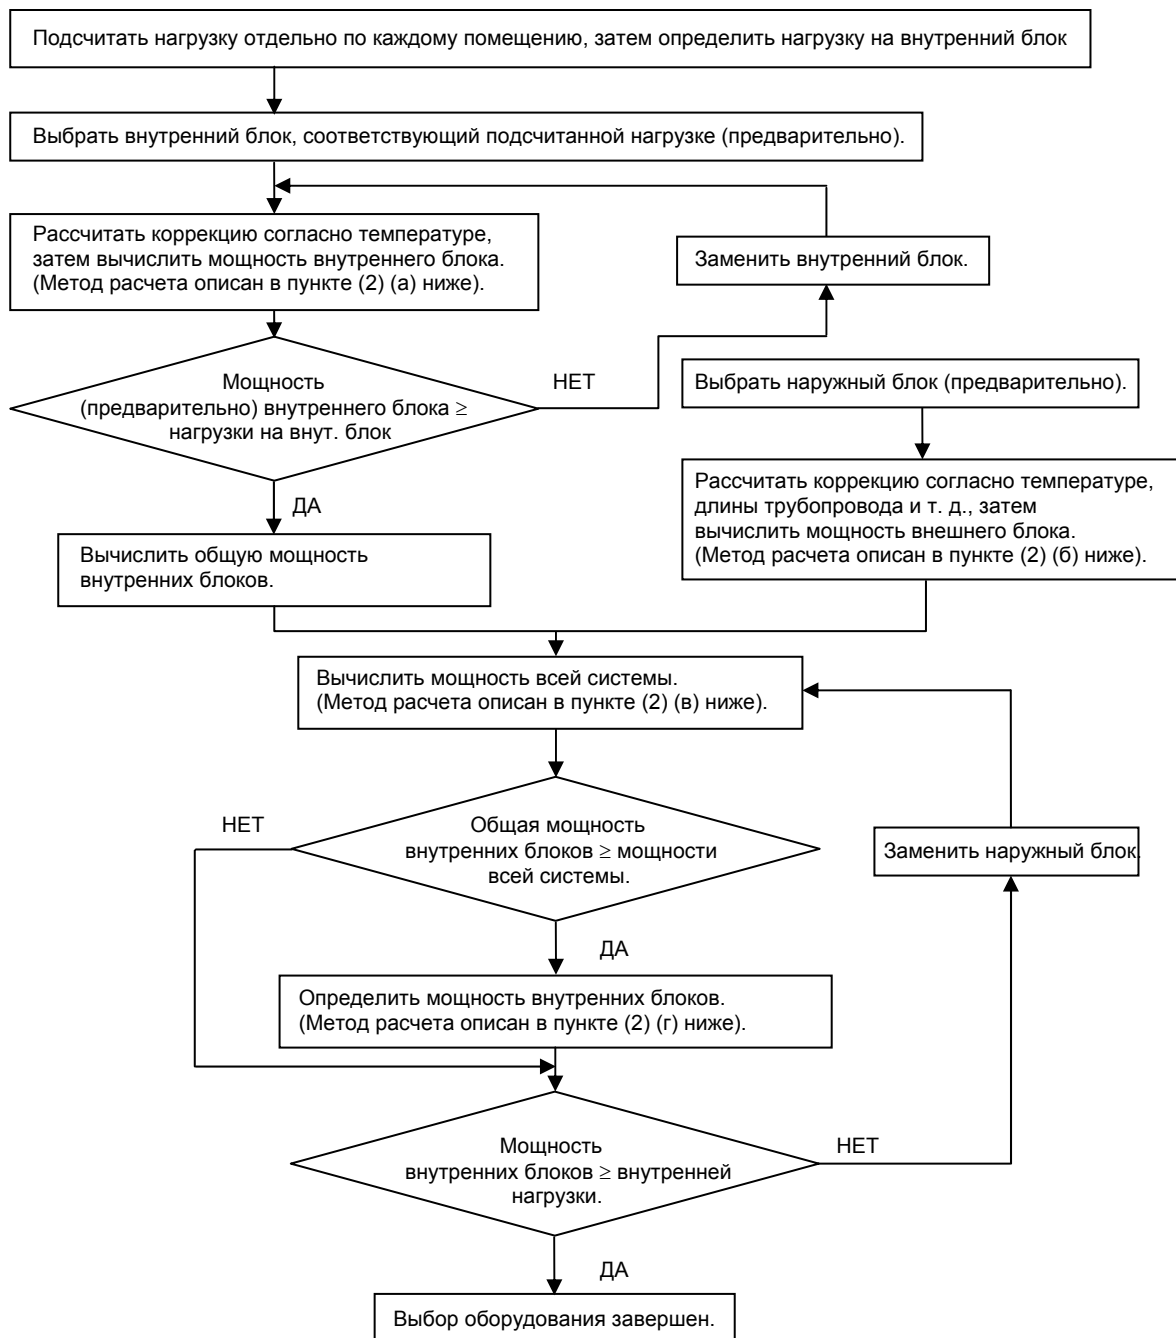 Подсчитать нагрузку отдельно по каждому помещению, затем определить нагрузку на внутренний блок
Выбрать внутренний блок, соответствующий подсчитанной нагрузке (предварительно).
Рассчитать коррекцию согласно температуре,
затем вычислить мощность внутреннего блока.
(Метод расчета описан в пункте (2) (а) ниже).
Заменить внутренний блок.
Мощность
(предварительно) внутреннего блока ≥
нагрузки на внут. блок
НЕТ
Выбрать наружный блок (предварительно).
ДА
Рассчитать коррекцию согласно температуре,
длины трубопровода и т. д., затем
вычислить мощность внешнего блока.
(Метод расчета описан в пункте (2) (б) ниже).
Вычислить общую мощность
внутренних блоков.
Вычислить мощность всей системы.
(Метод расчета описан в пункте (2) (в) ниже).
НЕТ
Общая мощность
внутренних блоков ≥ мощности
всей системы.
Заменить наружный блок.
ДА
Определить мощность внутренних блоков.
(Метод расчета описан в пункте (2) (г) ниже).
Мощность
внутренних блоков ≥ внутренней
нагрузки.
НЕТ
ДА
Выбор оборудования завершен.